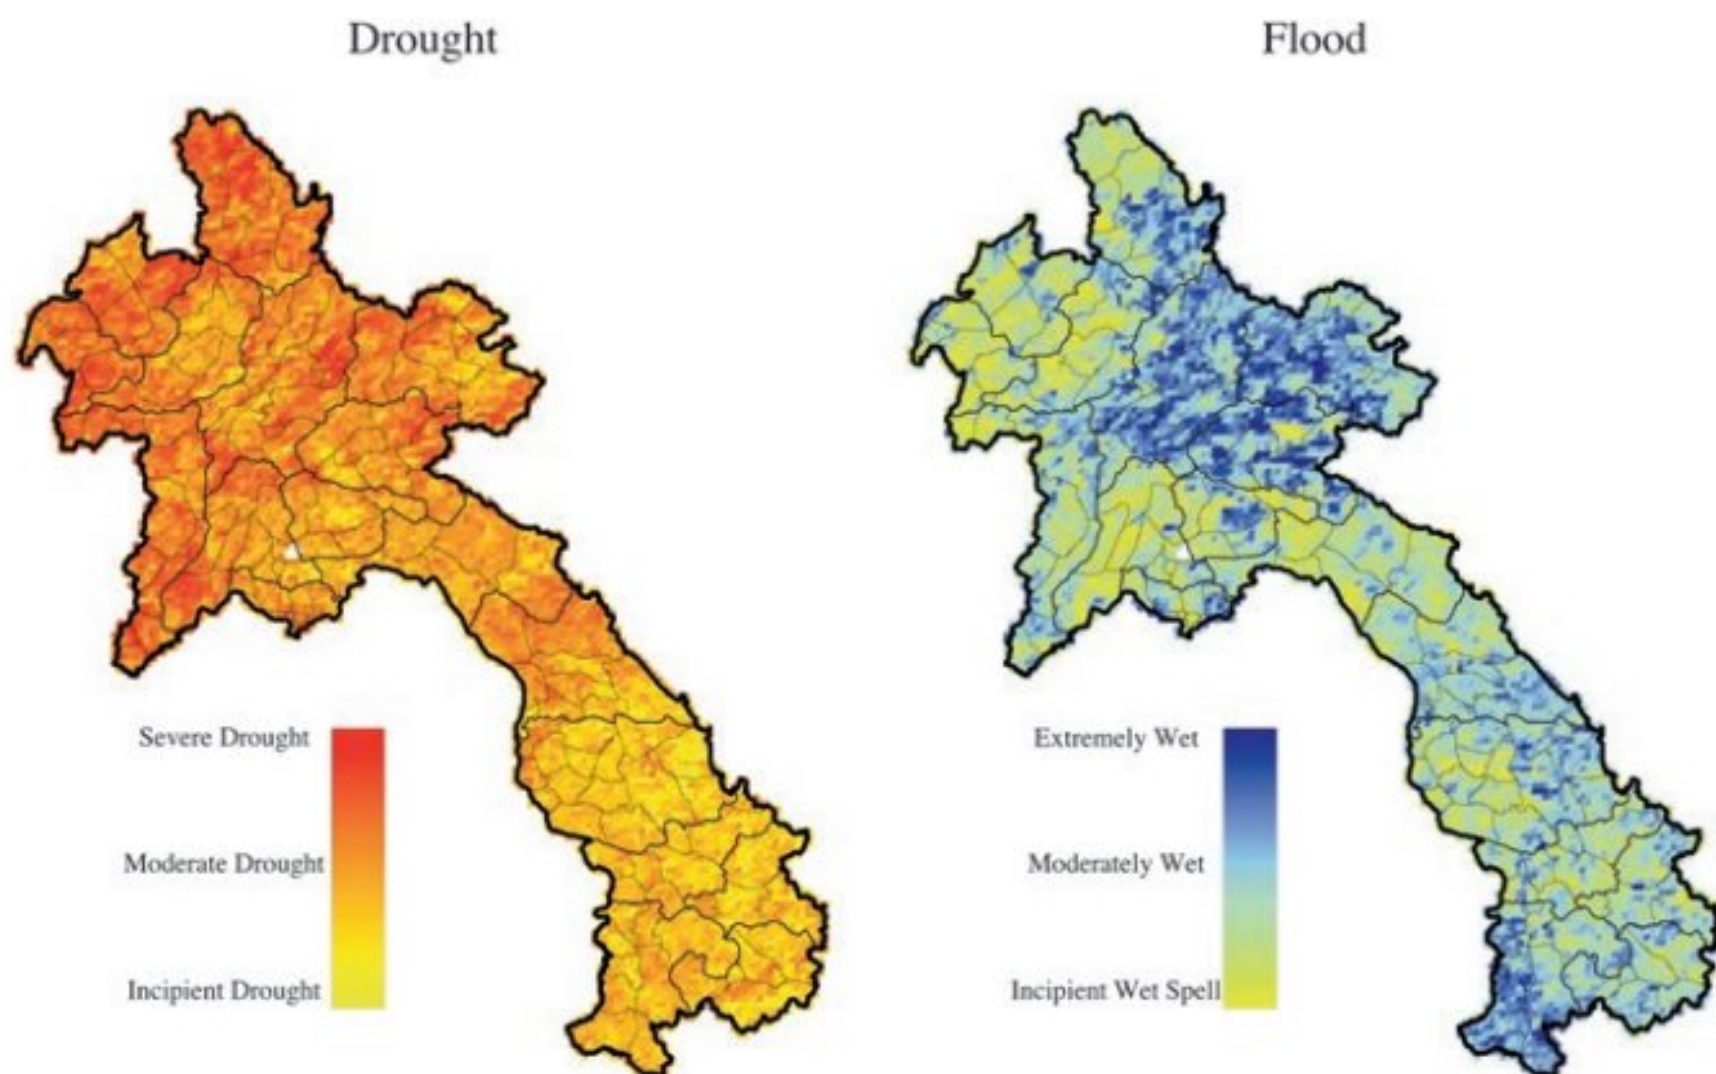 Drought
Flood
Severe Drought
Moderate Drought
Incipient Drought
Extremely Wet
Moderately Wet
Incipient Wet Spell